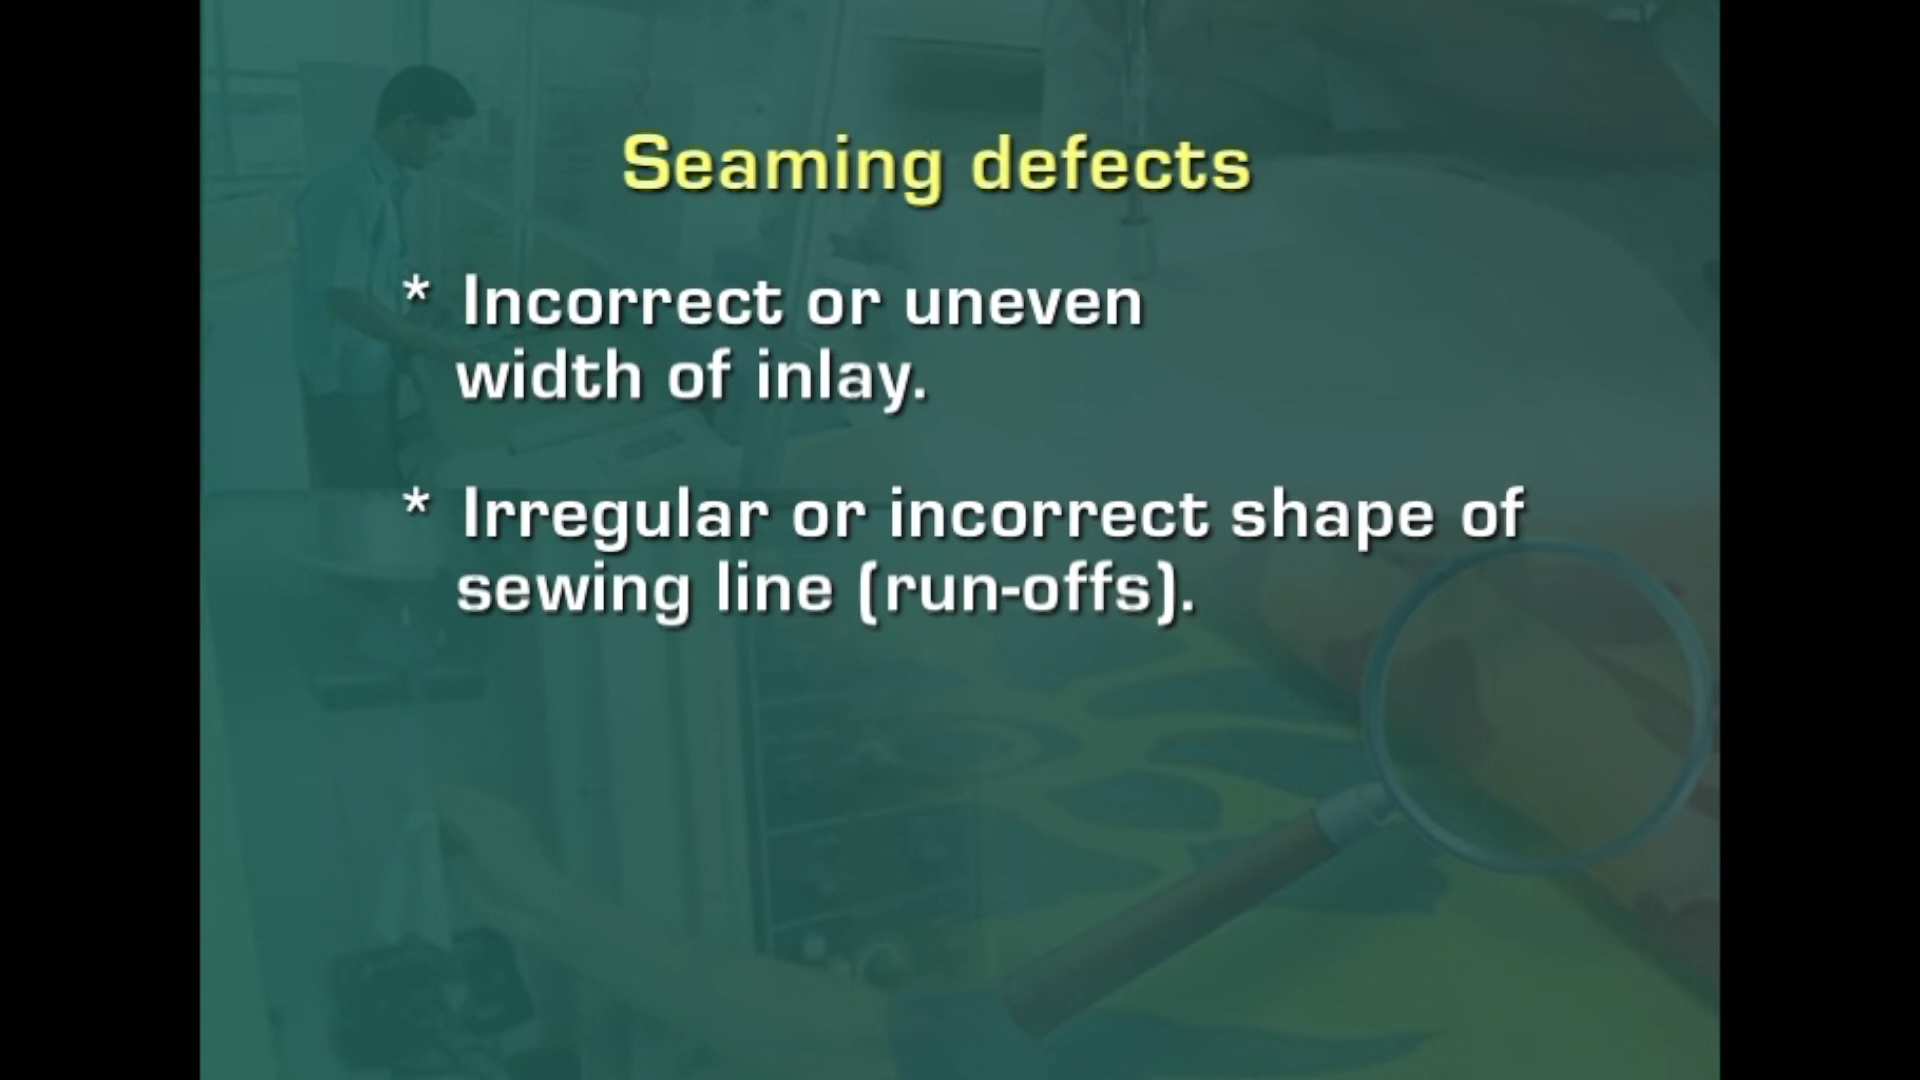 Seaming defects
* Incorrect or uneven
width of inlay.
* Irregular or incorrect shape of
sewing line (run-offs).